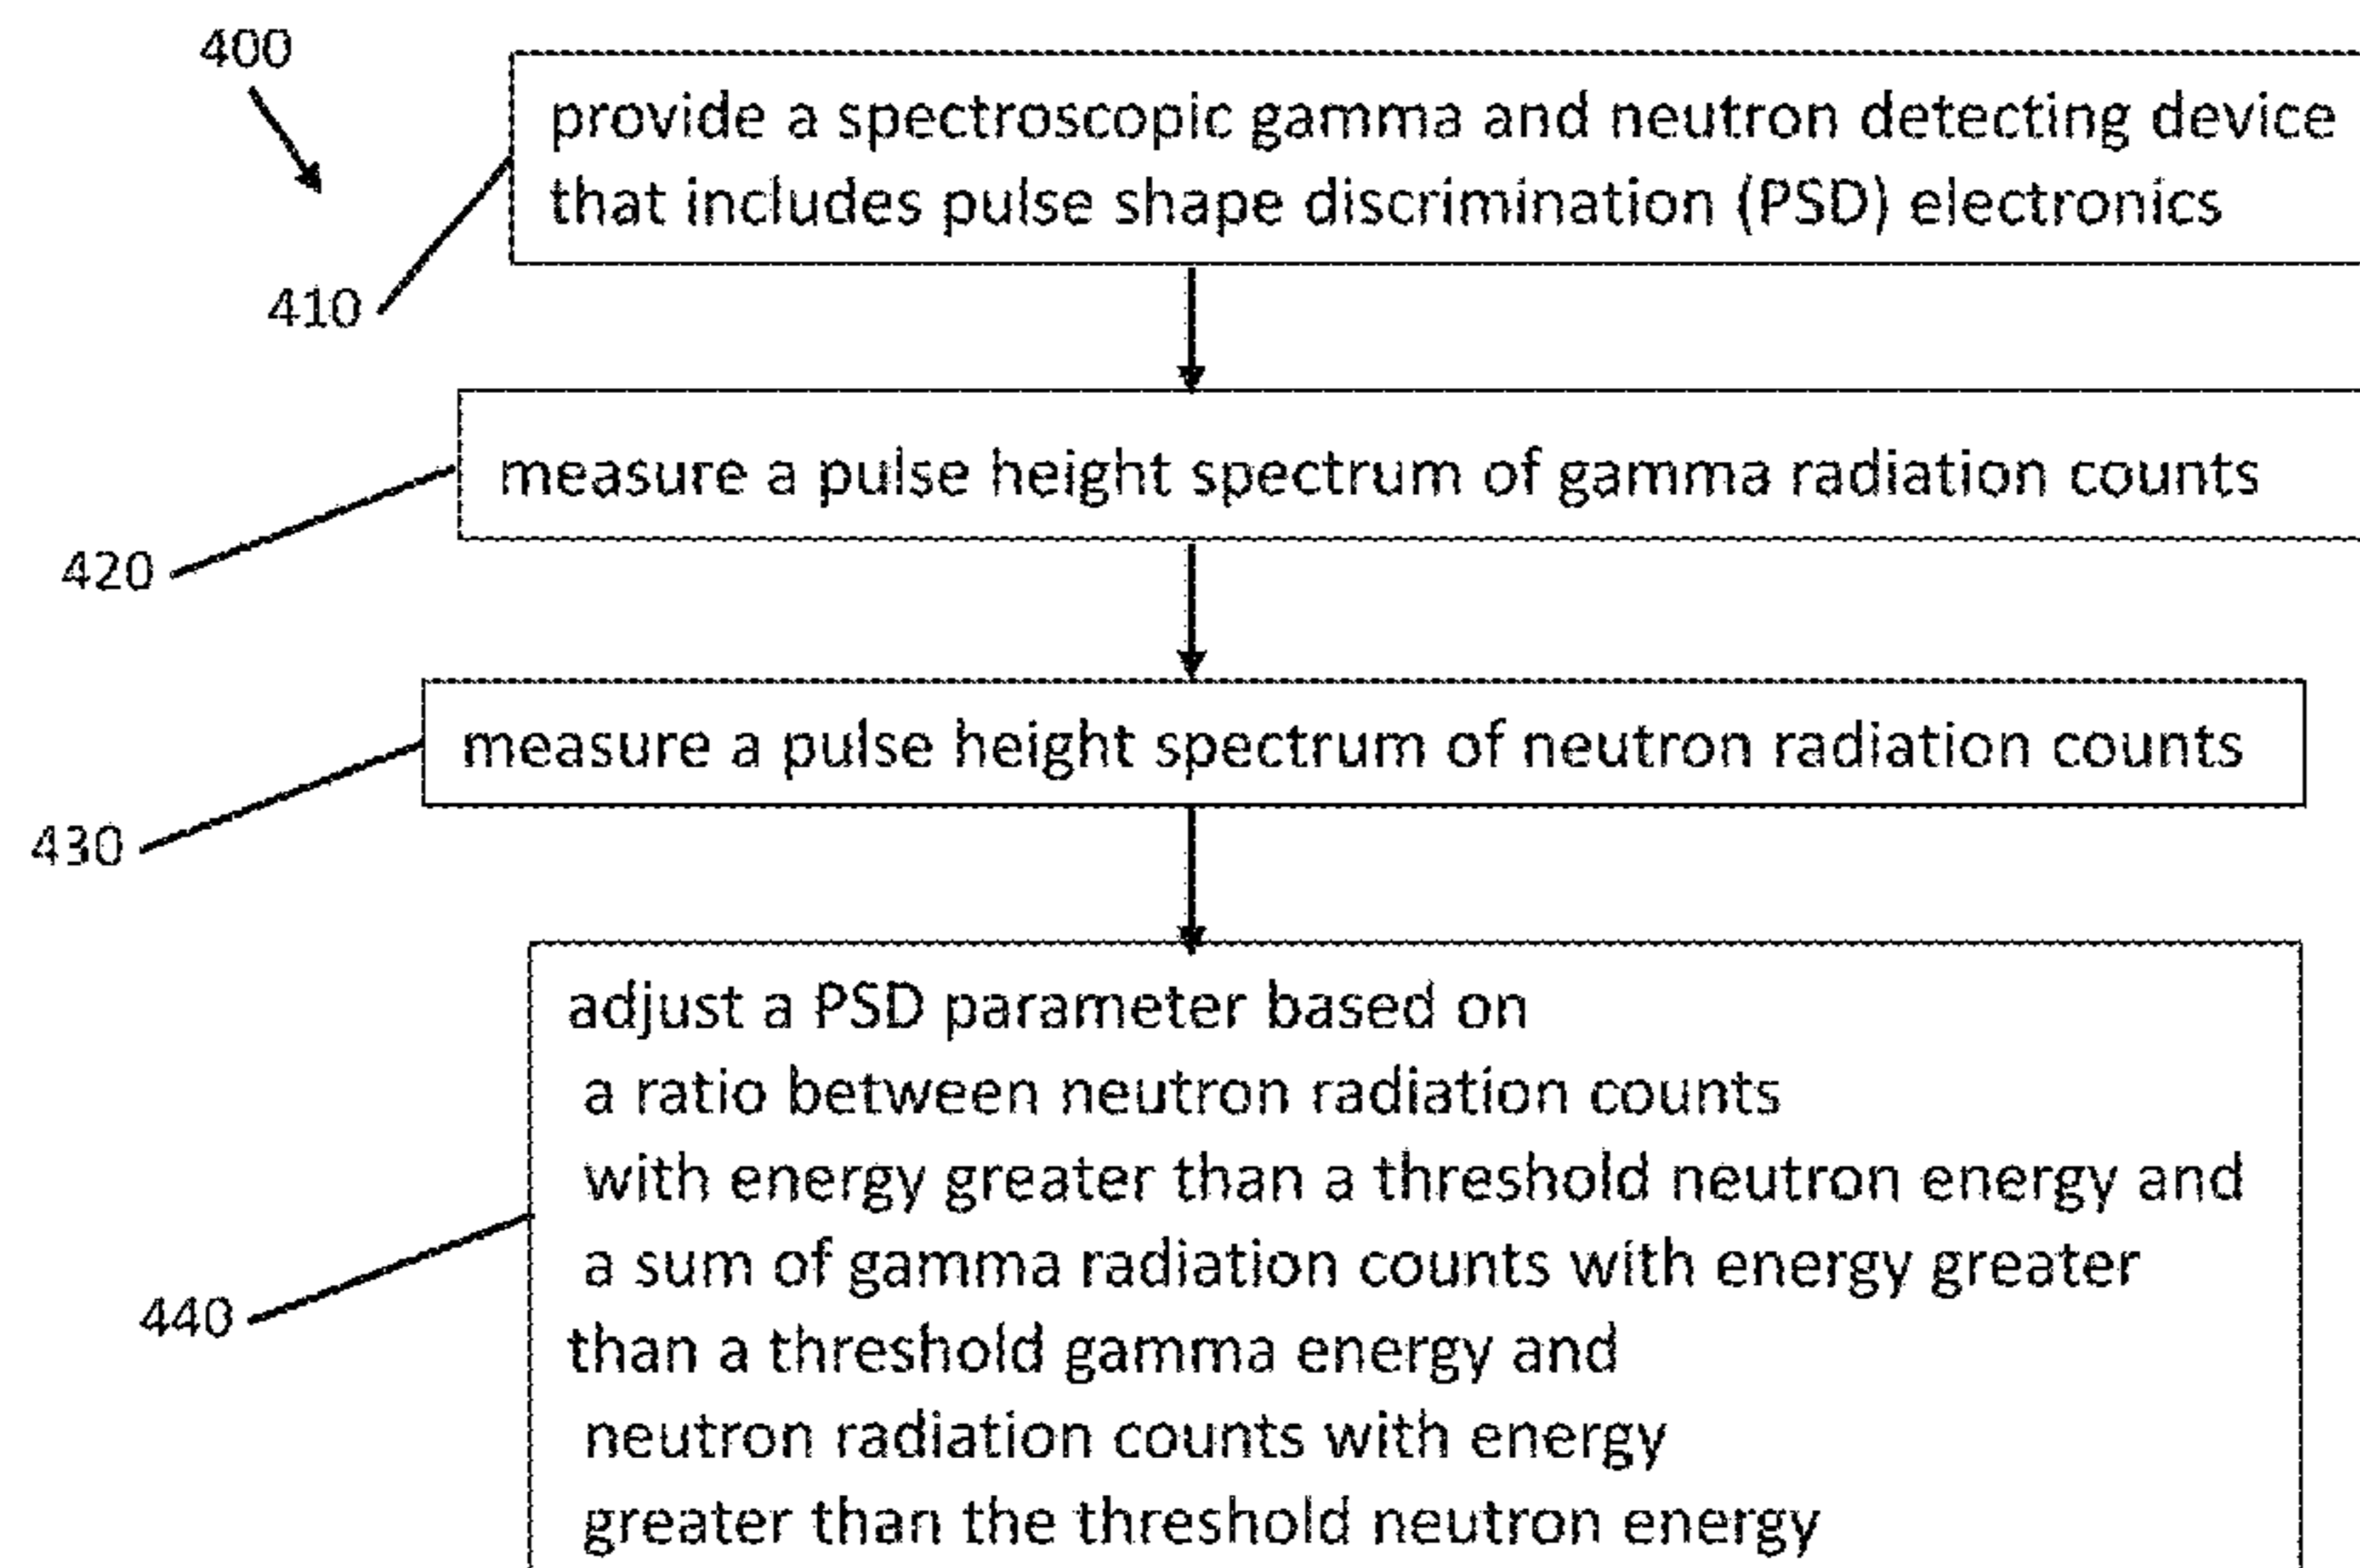 400
provide a spectroscopic gamma and neutron detecting device
that includes pulse shape discrimination (PSD) electronics
410
measure a pulse height spectrum of gamma radiation counts
420
measure a pulse height spectrum of neutron radiation counts
430
adjust a PSD parameter based on
a ratio between neutron radiation counts
with energy greater than a threshold neutron energy and
a sum of gamma radiation counts with energy greater
than a threshold gamma energy and
neutron radiation counts with energy
greater than the threshold neutron energy
440